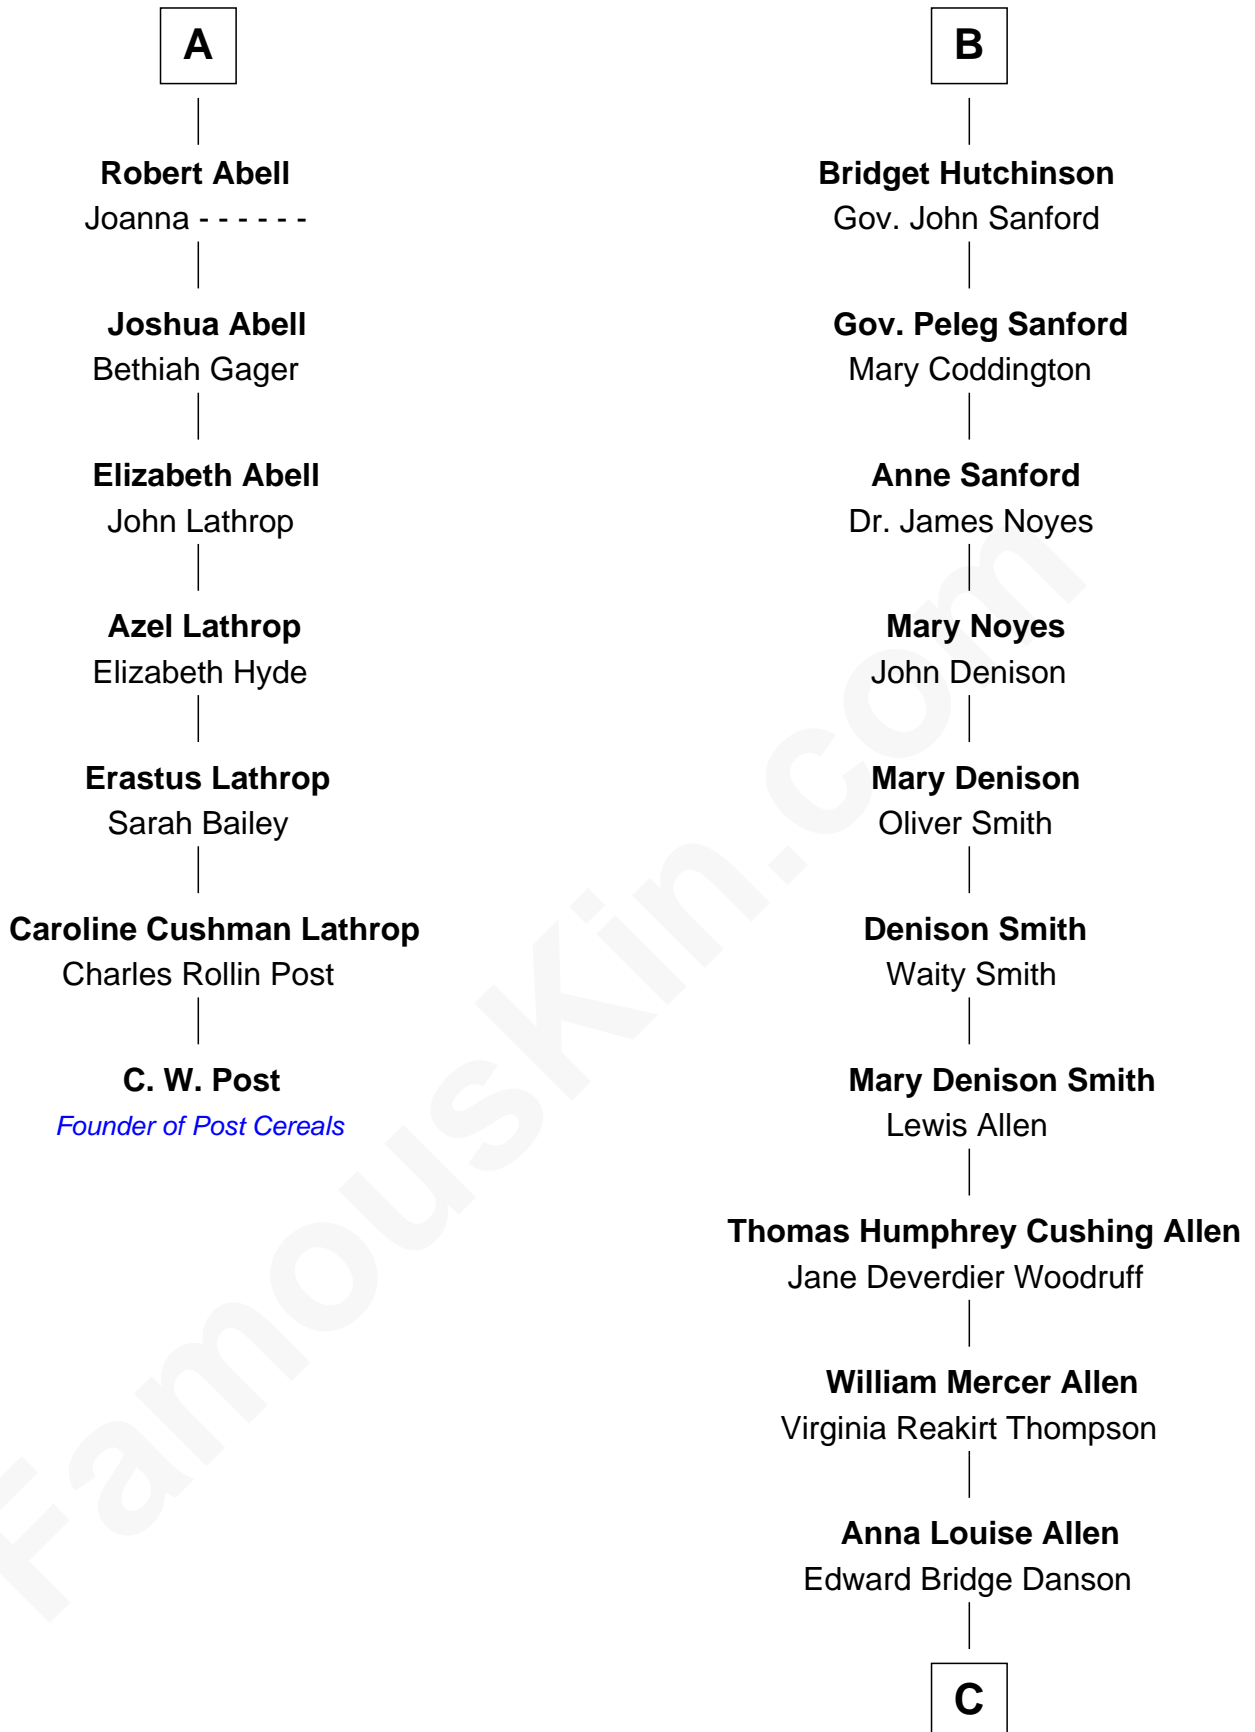 A
Robert Abell
Joanna - - - - - -
Joshua Abell
Bethiah Gager
Elizabeth Abell
John Lathrop
Azel Lathrop
Elizabeth Hyde
Erastus Lathrop
Sarah Bailey
Caroline Cushman Lathrop
Charles Rollin Post
C. W. Post
Founder of Post Cereals
B
Bridget Hutchinson
Gov. John Sanford
Gov. Peleg Sanford
Mary Coddington
Anne Sanford
Dr. James Noyes
Mary Noyes
John Denison
Mary Denison
Oliver Smith
Denison Smith
Waity Smith
Mary Denison Smith
Lewis Allen
Thomas Humphrey Cushing Allen
Jane Deverdier Woodruff
William Mercer Allen
Virginia Reakirt Thompson
Anna Louise Allen
Edward Bridge Danson
C
FamousKin.com